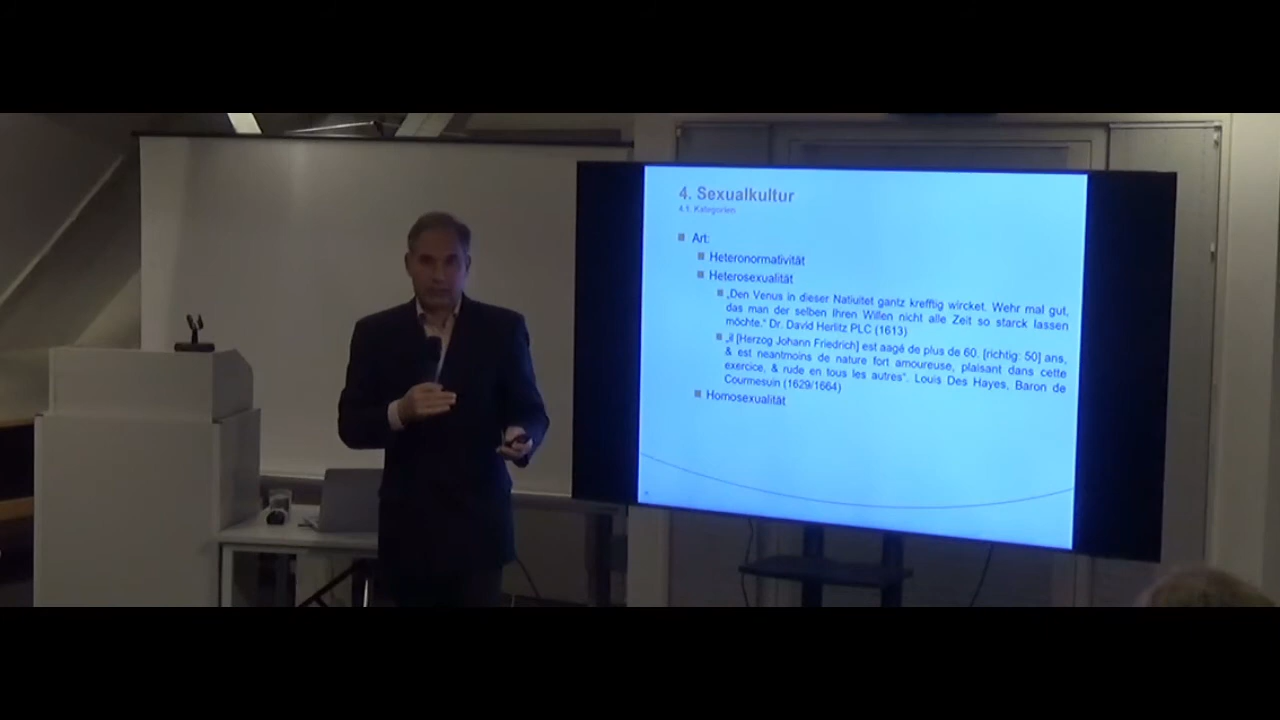 4. Sexualkultur
4.1. Kategorien
Art:
Heteronormativität
Heterosexualität
„Den Venus in dieser Natiuitet gantz krefftig wircket. Wehr mal gut,
das man der selben Ihren Willen nicht alle Zeit so starck lassen
möchte.“ Dr. David Herlitz PLC (1613)
„il [Herzog Johann Friedrich] est aagé de plus de 60. [richtig: 50] ans,
& est neantmoins de nature fort amoureuse, plaisant dans cette
exercice, & rude en tous les autres“. Louis Des Hayes, Baron de
Courmesuin (1629/1664)
Homosexualität